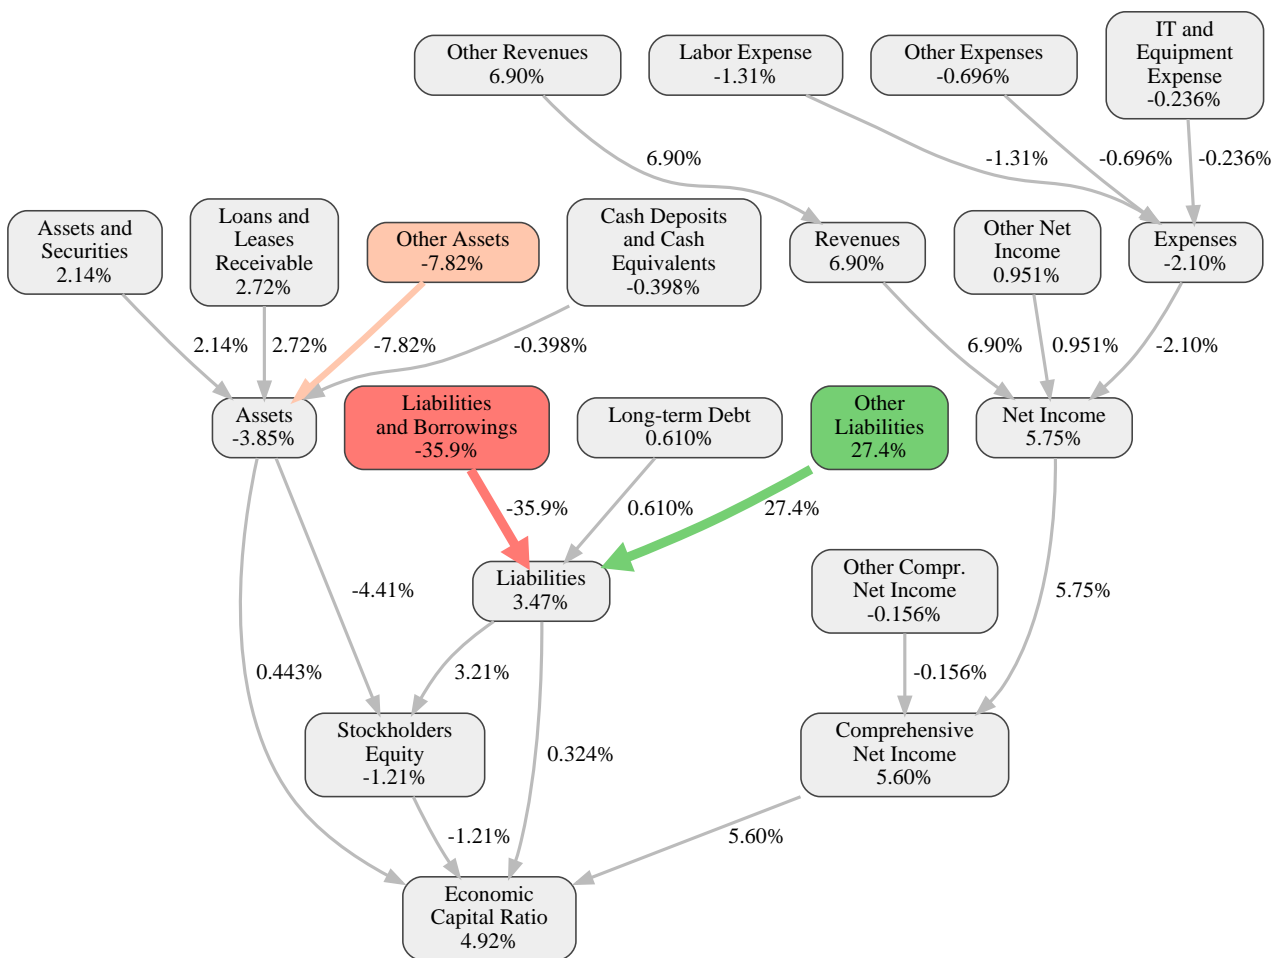 Other Revenues
6.90%
Labor Expense
-1.31%
Other Expenses
-0.696%
IT and
Equipment
Expense
-0.236%
6.90%
-1.31%
-0.696%
-0.236%
Assets and
Securities
2.14%
Loans and
Leases
Receivable
2.72%
Other Assets
-7.82%
Cash Deposits
and Cash
Equivalents
-0.398%
Revenues
6.90%
Other Net
Income
0.951%
Expenses
-2.10%
2.14%
2.72%
-7.82%
-0.398%
6.90%
0.951%
-2.10%
Assets
-3.85%
Liabilities
and Borrowings
-35.9%
Long-term Debt
0.610%
Other
Liabilities
27.4%
Net Income
5.75%
-35.9%
0.610%
27.4%
-4.41%
Liabilities
3.47%
Other Compr.
Net Income
-0.156%
5.75%
0.443%
3.21%
-0.156%
Stockholders
Equity
-1.21%
0.324%
Comprehensive
Net Income
5.60%
-1.21%
5.60%
Economic
Capital Ratio
4.92%